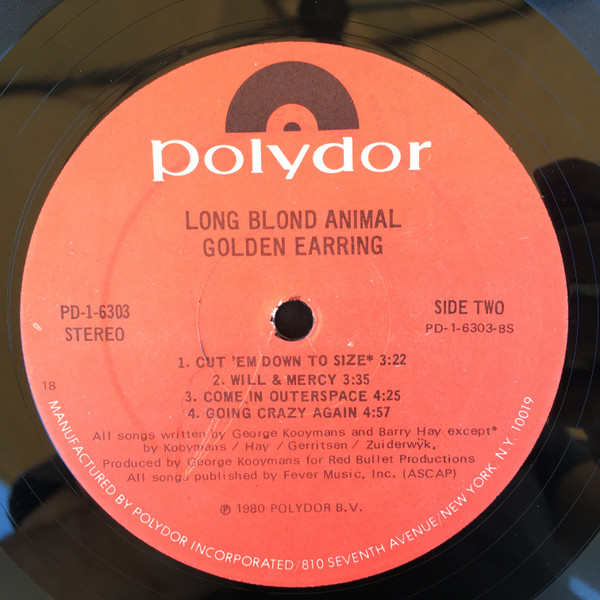 polydor
LONG BLOND ANIMAL
GOLDEN EARRING
PD-1-6303
STEREO
SIDE TWO
PD-1-6303-BS
1. CUT 'EM DOWN TO SIZE* 3:22
2. WILL & MERCY 3:35
3. COME IN OUTERSPACE 4:25
4. GOING CRAZY AGAIN 4:57
18
All songs written by George Kooymans and Barry Hay except*
by Kooymans / Hay / Gerritsen / Zuiderwÿk.
Produced by George Kooymans for Red Bullet Productions
All songs published by Fever Music, Inc. (ASCAP)
℗ 1980 POLYDOR B.V.
MANUFACTURED BY POLYDOR INCORPORATED/810 SEVENTH AVENUE/NEW YORK, N.Y. 10019